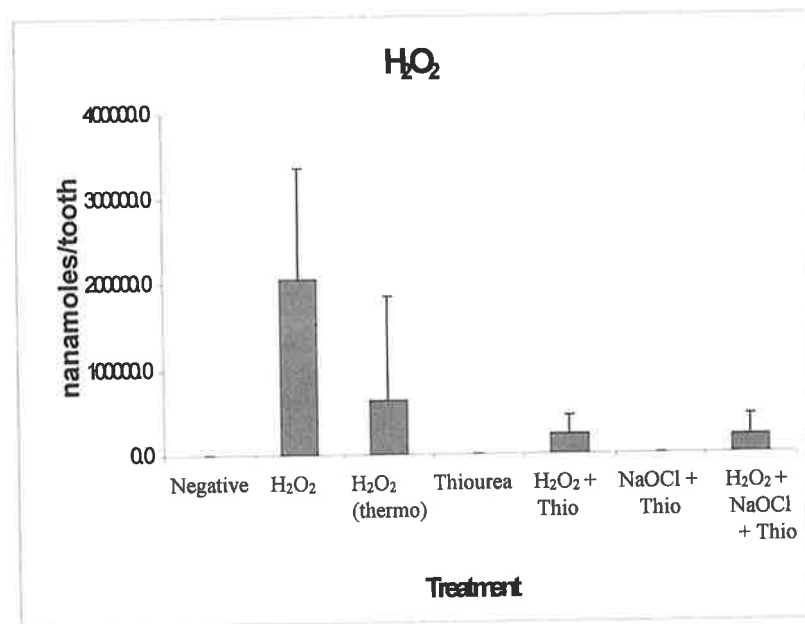 H₂O₂
nanamoles/tooth
400000.0
300000.0
200000.0
100000.0
0.0
Negative
H₂O₂
H₂O₂
(thermo)
Thiourea
H₂O₂ +
Thio
NaOCl +
Thio
H₂O₂ +
NaOCl
+ Thio
Treatment